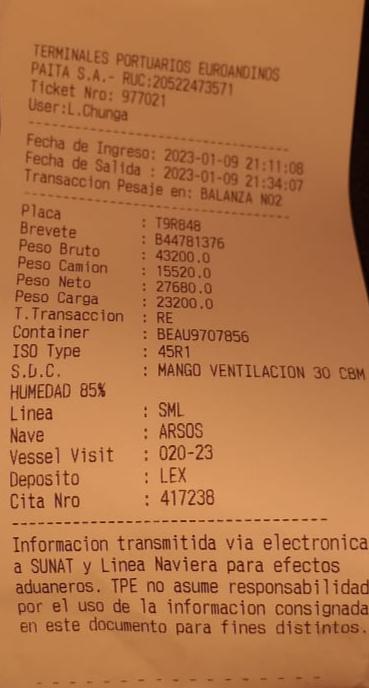 TERMINALES PORTUARIOS EUROANDINOS
PAITA S.A.- RUC:20522473571
Ticket Nro: 977021
User:L.Chunga
Fecha de Ingreso: 2023-01-09 21:11:08
Fecha de Salida : 2023-01-09 21:34:07
Transaccion Pesaje en: BALANZA NO2
Placa : T9R848
Brevete : B44781376
Peso Bruto : 43200.0
Peso Camion : 15520.0
Peso Neto : 27680.0
Peso Carga : 23200.0
T.Transaccion : RE
Container : BEAU9707856
ISO Type : 45R1
S.D.C. : MANGO VENTILACION 30 CBM
HUMEDAD 85%
Linea : SML
Nave : ARSOS
Vessel Visit : 020-23
Deposito : LEX
Cita Nro : 417238
Informacion transmitida via electronica
a SUNAT y Linea Naviera para efectos
aduaneros. TPE no asume responsabilidad
por el uso de la informacion consignada
en este documento para fines distintos.